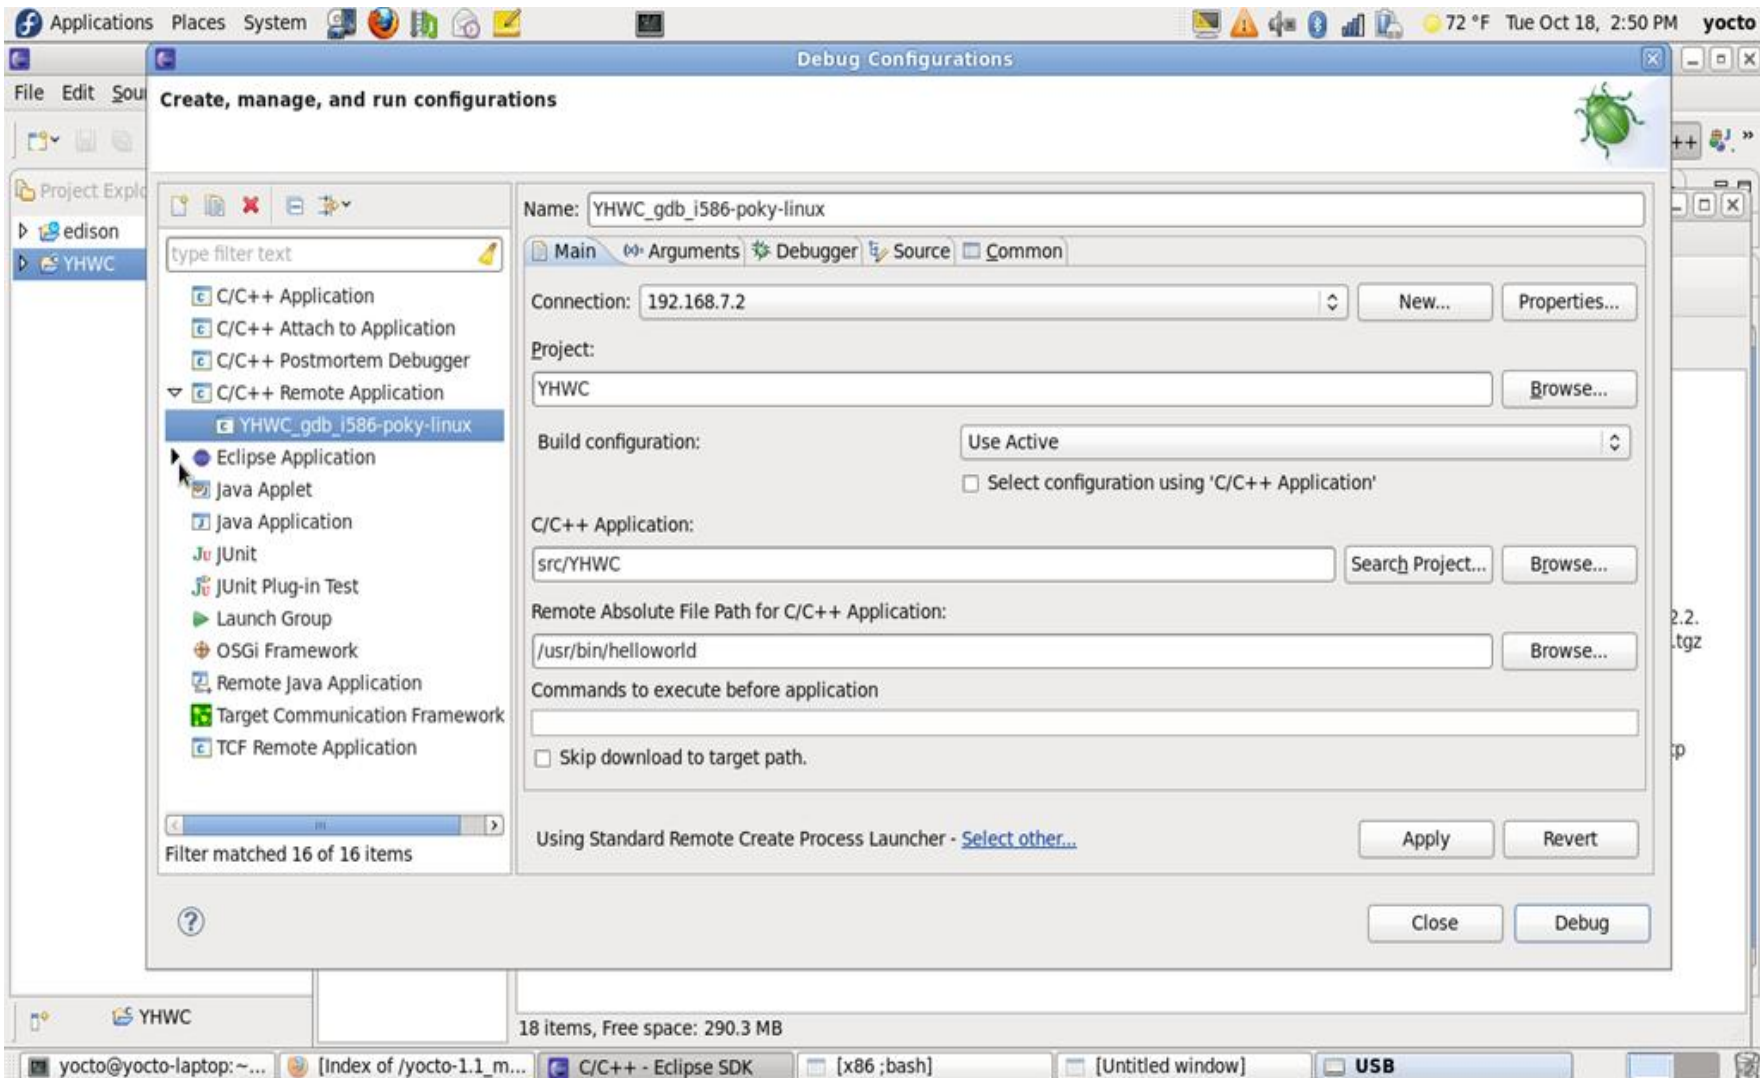 Applications Places System 72 °F Tue Oct 18, 2:50 PM yocto
Debug Configurations
File Edit Sou
Create, manage, and run configurations
++
Project Explo
edison
YHWC
type filter text
C/C++ Application
C/C++ Attach to Application
C/C++ Postmortem Debugger
C/C++ Remote Application
YHWC_gdb_i586-poky-linux
Eclipse Application
Java Applet
Java Application
Ju JUnit
JUnit Plug-in Test
Launch Group
OSGi Framework
Remote Java Application
Target Communication Framework
TCF Remote Application
Filter matched 16 of 16 items
Name: YHWC_gdb_i586-poky-linux
Main Arguments Debugger Source Common
Connection: 192.168.7.2 New... Properties...
Project:
YHWC Browse...
Build configuration: Use Active
Select configuration using 'C/C++ Application'
C/C++ Application:
src/YHWC Search Project... Browse...
Remote Absolute File Path for C/C++ Application:
/usr/bin/helloworld Browse...
Commands to execute before application
Skip download to target path.
Using Standard Remote Create Process Launcher - Select other... Apply Revert
? Close Debug
2.2.
.tgz
YHWC
18 items, Free space: 290.3 MB
yocto@yocto-laptop:~... [Index of /yocto-1.1_m... C/C++ - Eclipse SDK [x86 ;bash] [Untitled window] USB